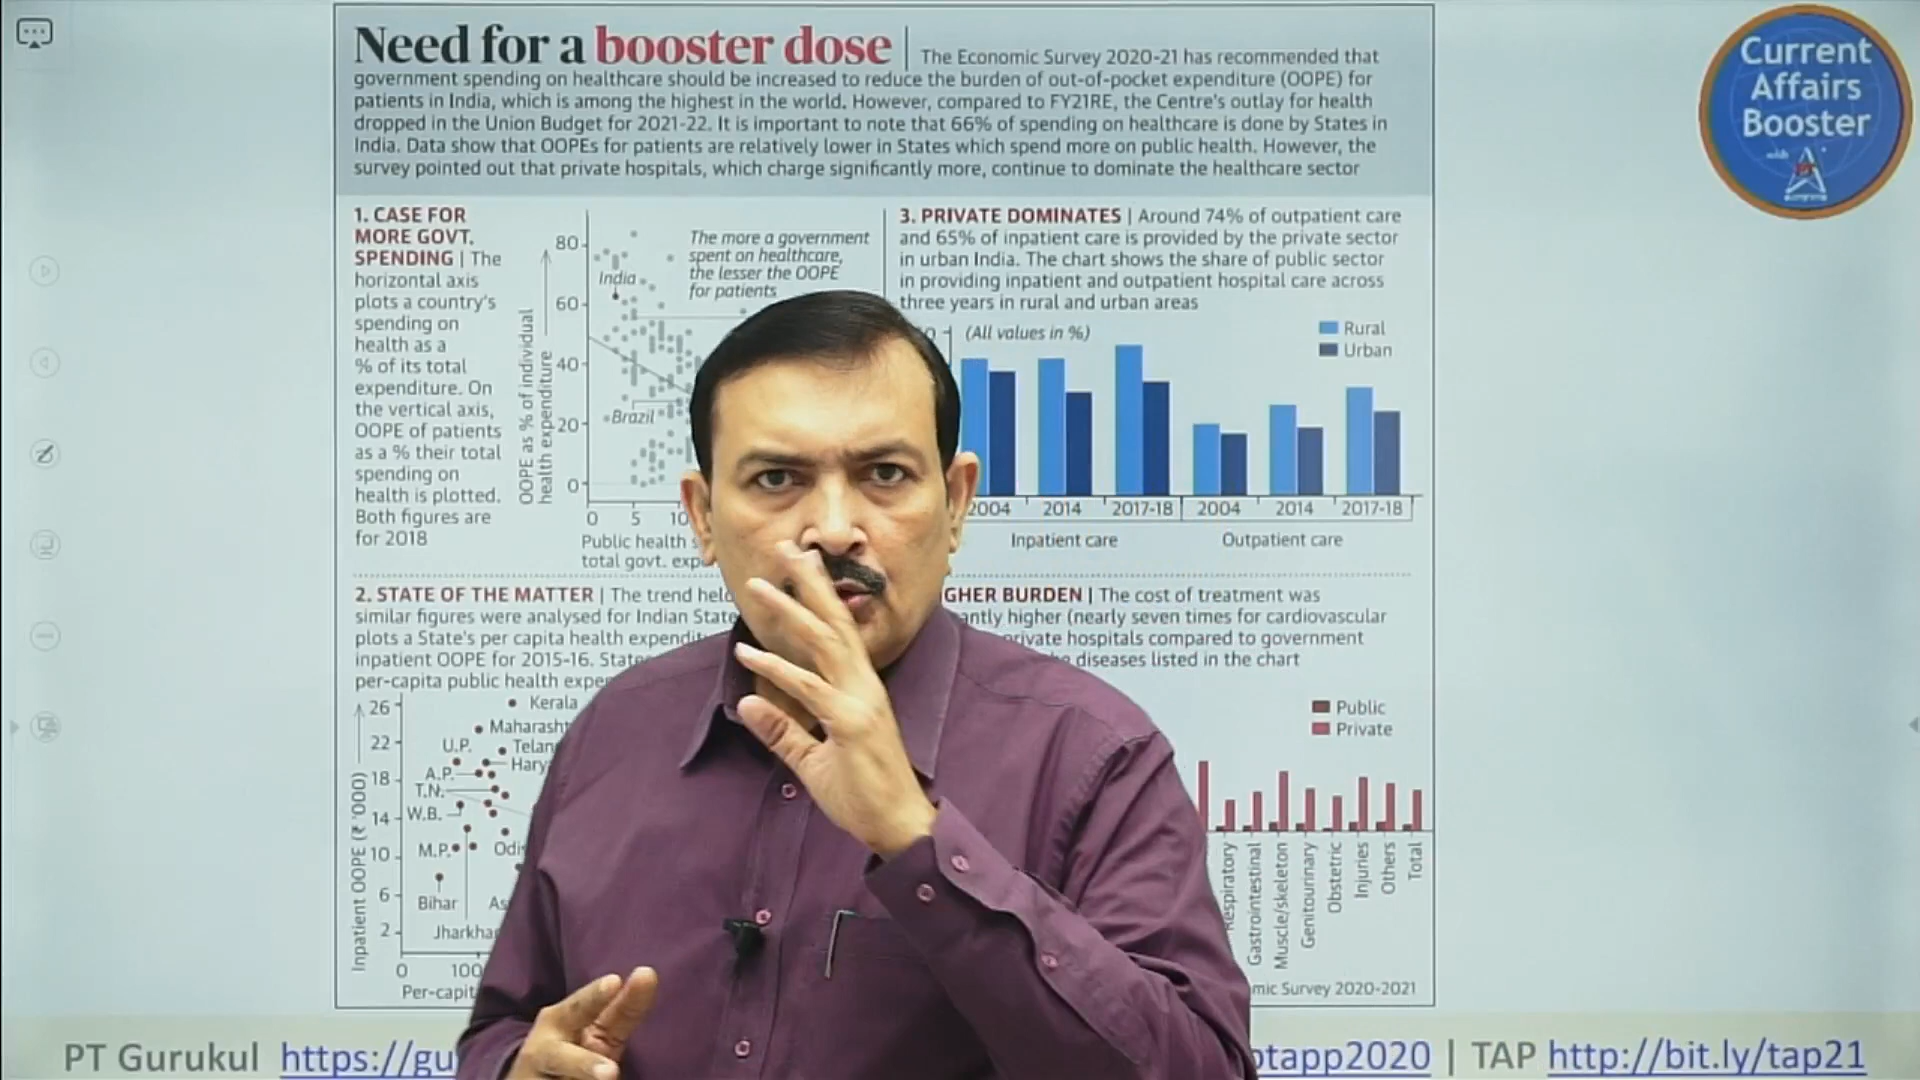 Need for a booster dose | The Economic Survey 2020-21 has recommended that
government spending on healthcare should be increased to reduce the burden of out-of-pocket expenditure (OOPE) for
patients in India, which is among the highest in the world. However, compared to FY21RE, the Centre's outlay for health
dropped in the Union Budget for 2021-22. It is important to note that 66% of spending on healthcare is done by States in
India. Data show that OOPEs for patients are relatively lower in States which spend more on public health. However, the
survey pointed out that private hospitals, which charge significantly more, continue to dominate the healthcare sector
Current
Affairs
Booster
with
1. CASE FOR
MORE GOVT.
SPENDING | The
horizontal axis
plots a country's
spending on
health as a
% of its total
expenditure. On
the vertical axis,
OOPE of patients
as a % their total
spending on
health is plotted.
Both figures are
for 2018
OOPE as % of individual
health expenditure
80
60
40
20
0
The more a government
spent on healthcare,
the lesser the OOPE
for patients
India
Brazil
0 5 10
Public health
total govt.
3. PRIVATE DOMINATES | Around 74% of outpatient care
and 65% of inpatient care is provided by the private sector
in urban India. The chart shows the share of public sector
in providing inpatient and outpatient hospital care across
three years in rural and urban areas
(All values in %)
Rural
Urban
2004 2014 2017-18 2004 2014 2017-18
Inpatient care Outpatient care
2. STATE OF THE MATTER | The trend
similar figures were analysed for Indian
plots a State's per capita health
inpatient OOPE for 2015-16.
per-capita public health
26
22
18
14
10
6
2
Inpatient OOPE (₹ '000)
Kerala
U.P.
A.P.
T.N.
W.B.
M.P.
Bihar
0 100
BURDEN | The cost of treatment was
higher (nearly seven times for cardiovascular
hospitals compared to government
diseases listed in the chart
Public
Private
Respiratory
Gastrointestinal
Muscle/skeleton
Genitourinary
Obstetric
Injuries
Others
Total
Survey 2020-2021
PT Gurukul https://gu ptapp2020 | TAP http://bit.ly/tap21